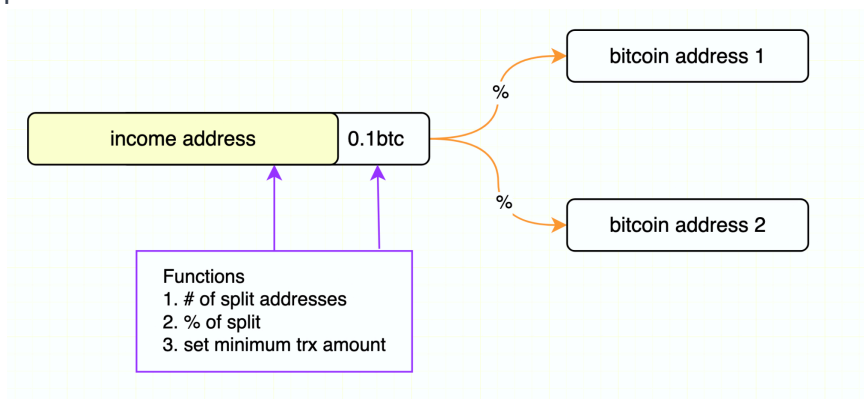 bitcoin address 1
%
income address
0.1btc
%
bitcoin address 2
Functions
1. # of split addresses
2. % of split
3. set minimum trx amount